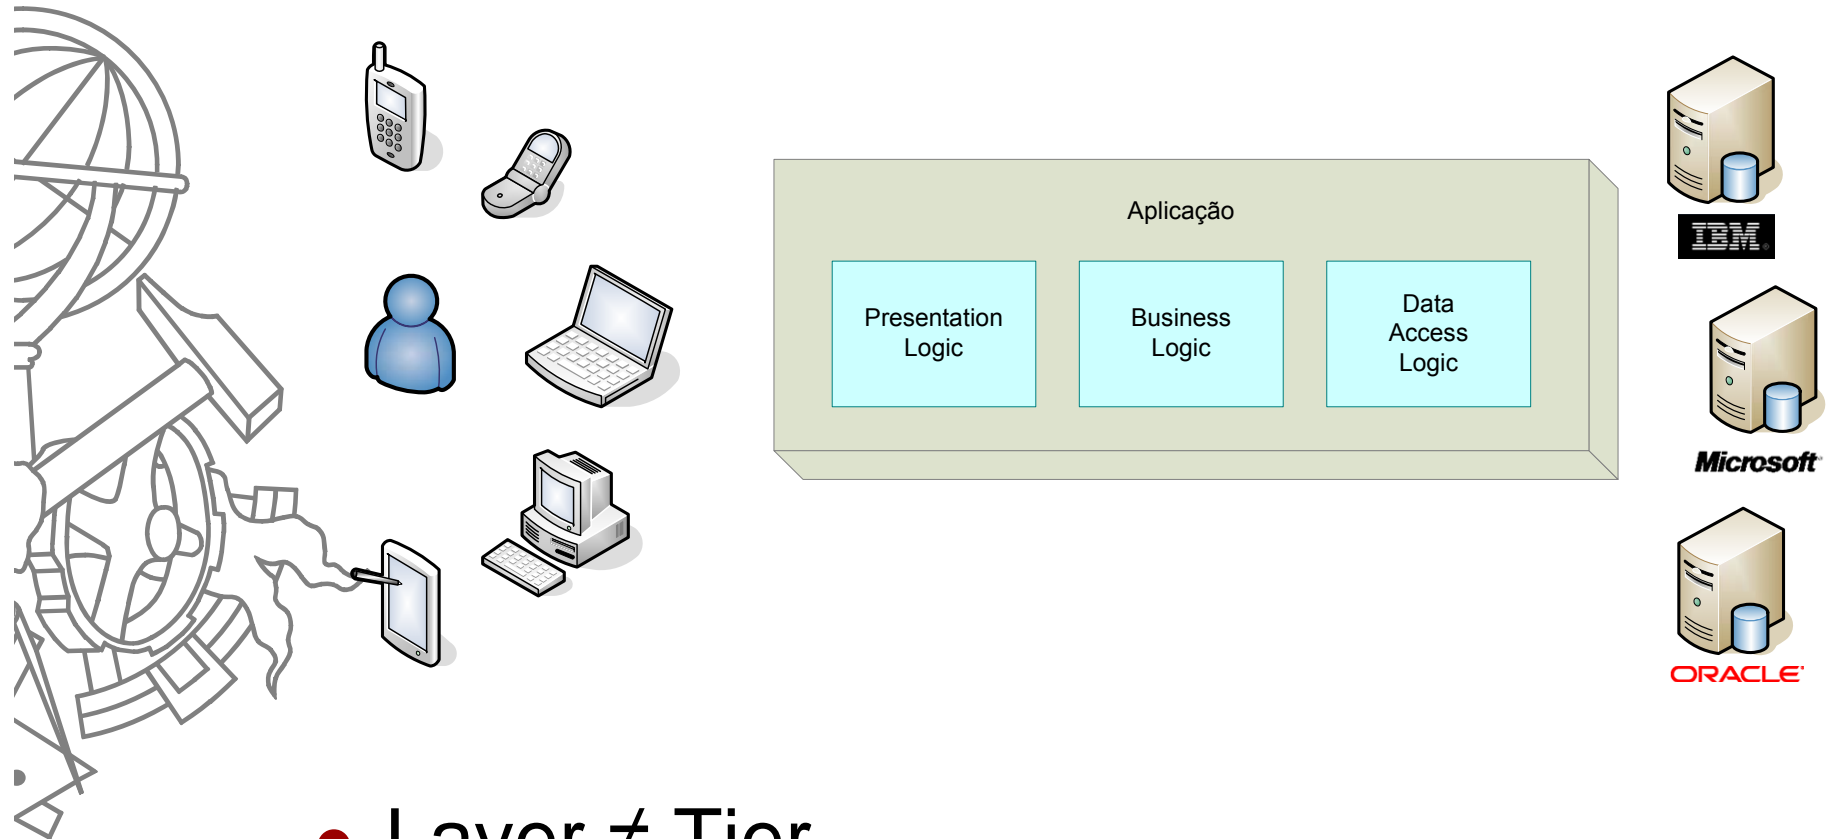 Aplicação
Presentation
Logic
Business
Logic
Data
Access
Logic
IBM
Microsoft
ORACLE
• Layer ≠ Tier